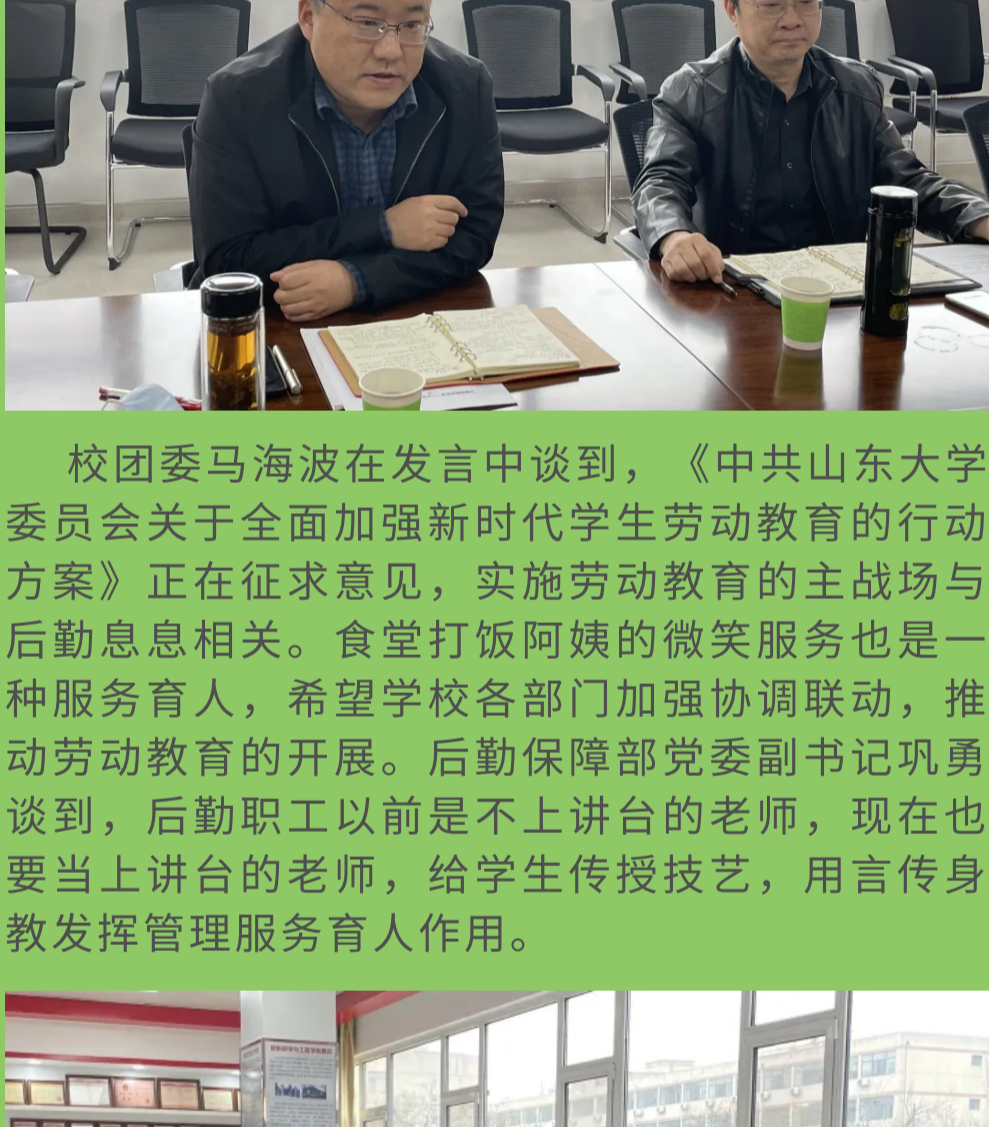 校团委马海波在发言中谈到，《中共山东大学
委员会关于全面加强新时代学生劳动教育的行动
方案》正在征求意见，实施劳动教育的主战场与
后勤息息相关。食堂打饭阿姨的微笑服务也是一
种服务育人，希望学校各部门加强协调联动，推
动劳动教育的开展。后勤保障部党委副书记巩勇
谈到，后勤职工以前是不上讲台的老师，现在也
要当上讲台的老师，给学生传授技艺，用言传身
教发挥管理服务育人作用。